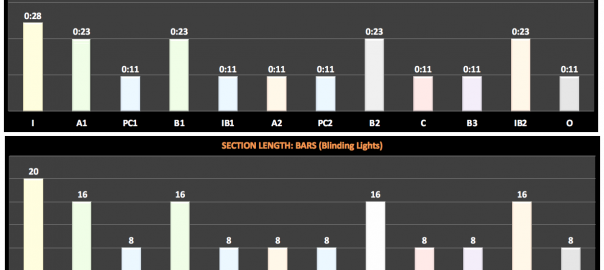 0:28 0:23 0:11 0:23 0:11 0:11 0:11 0:23 0:11 0:11 0:23 0:11
I A1 PC1 B1 IB1 A2 PC2 B2 C B3 IB2 O
SECTION LENGTH: BARS (Blinding Lights)
20 16 8 16 8 8 8 16 8 8 16 8